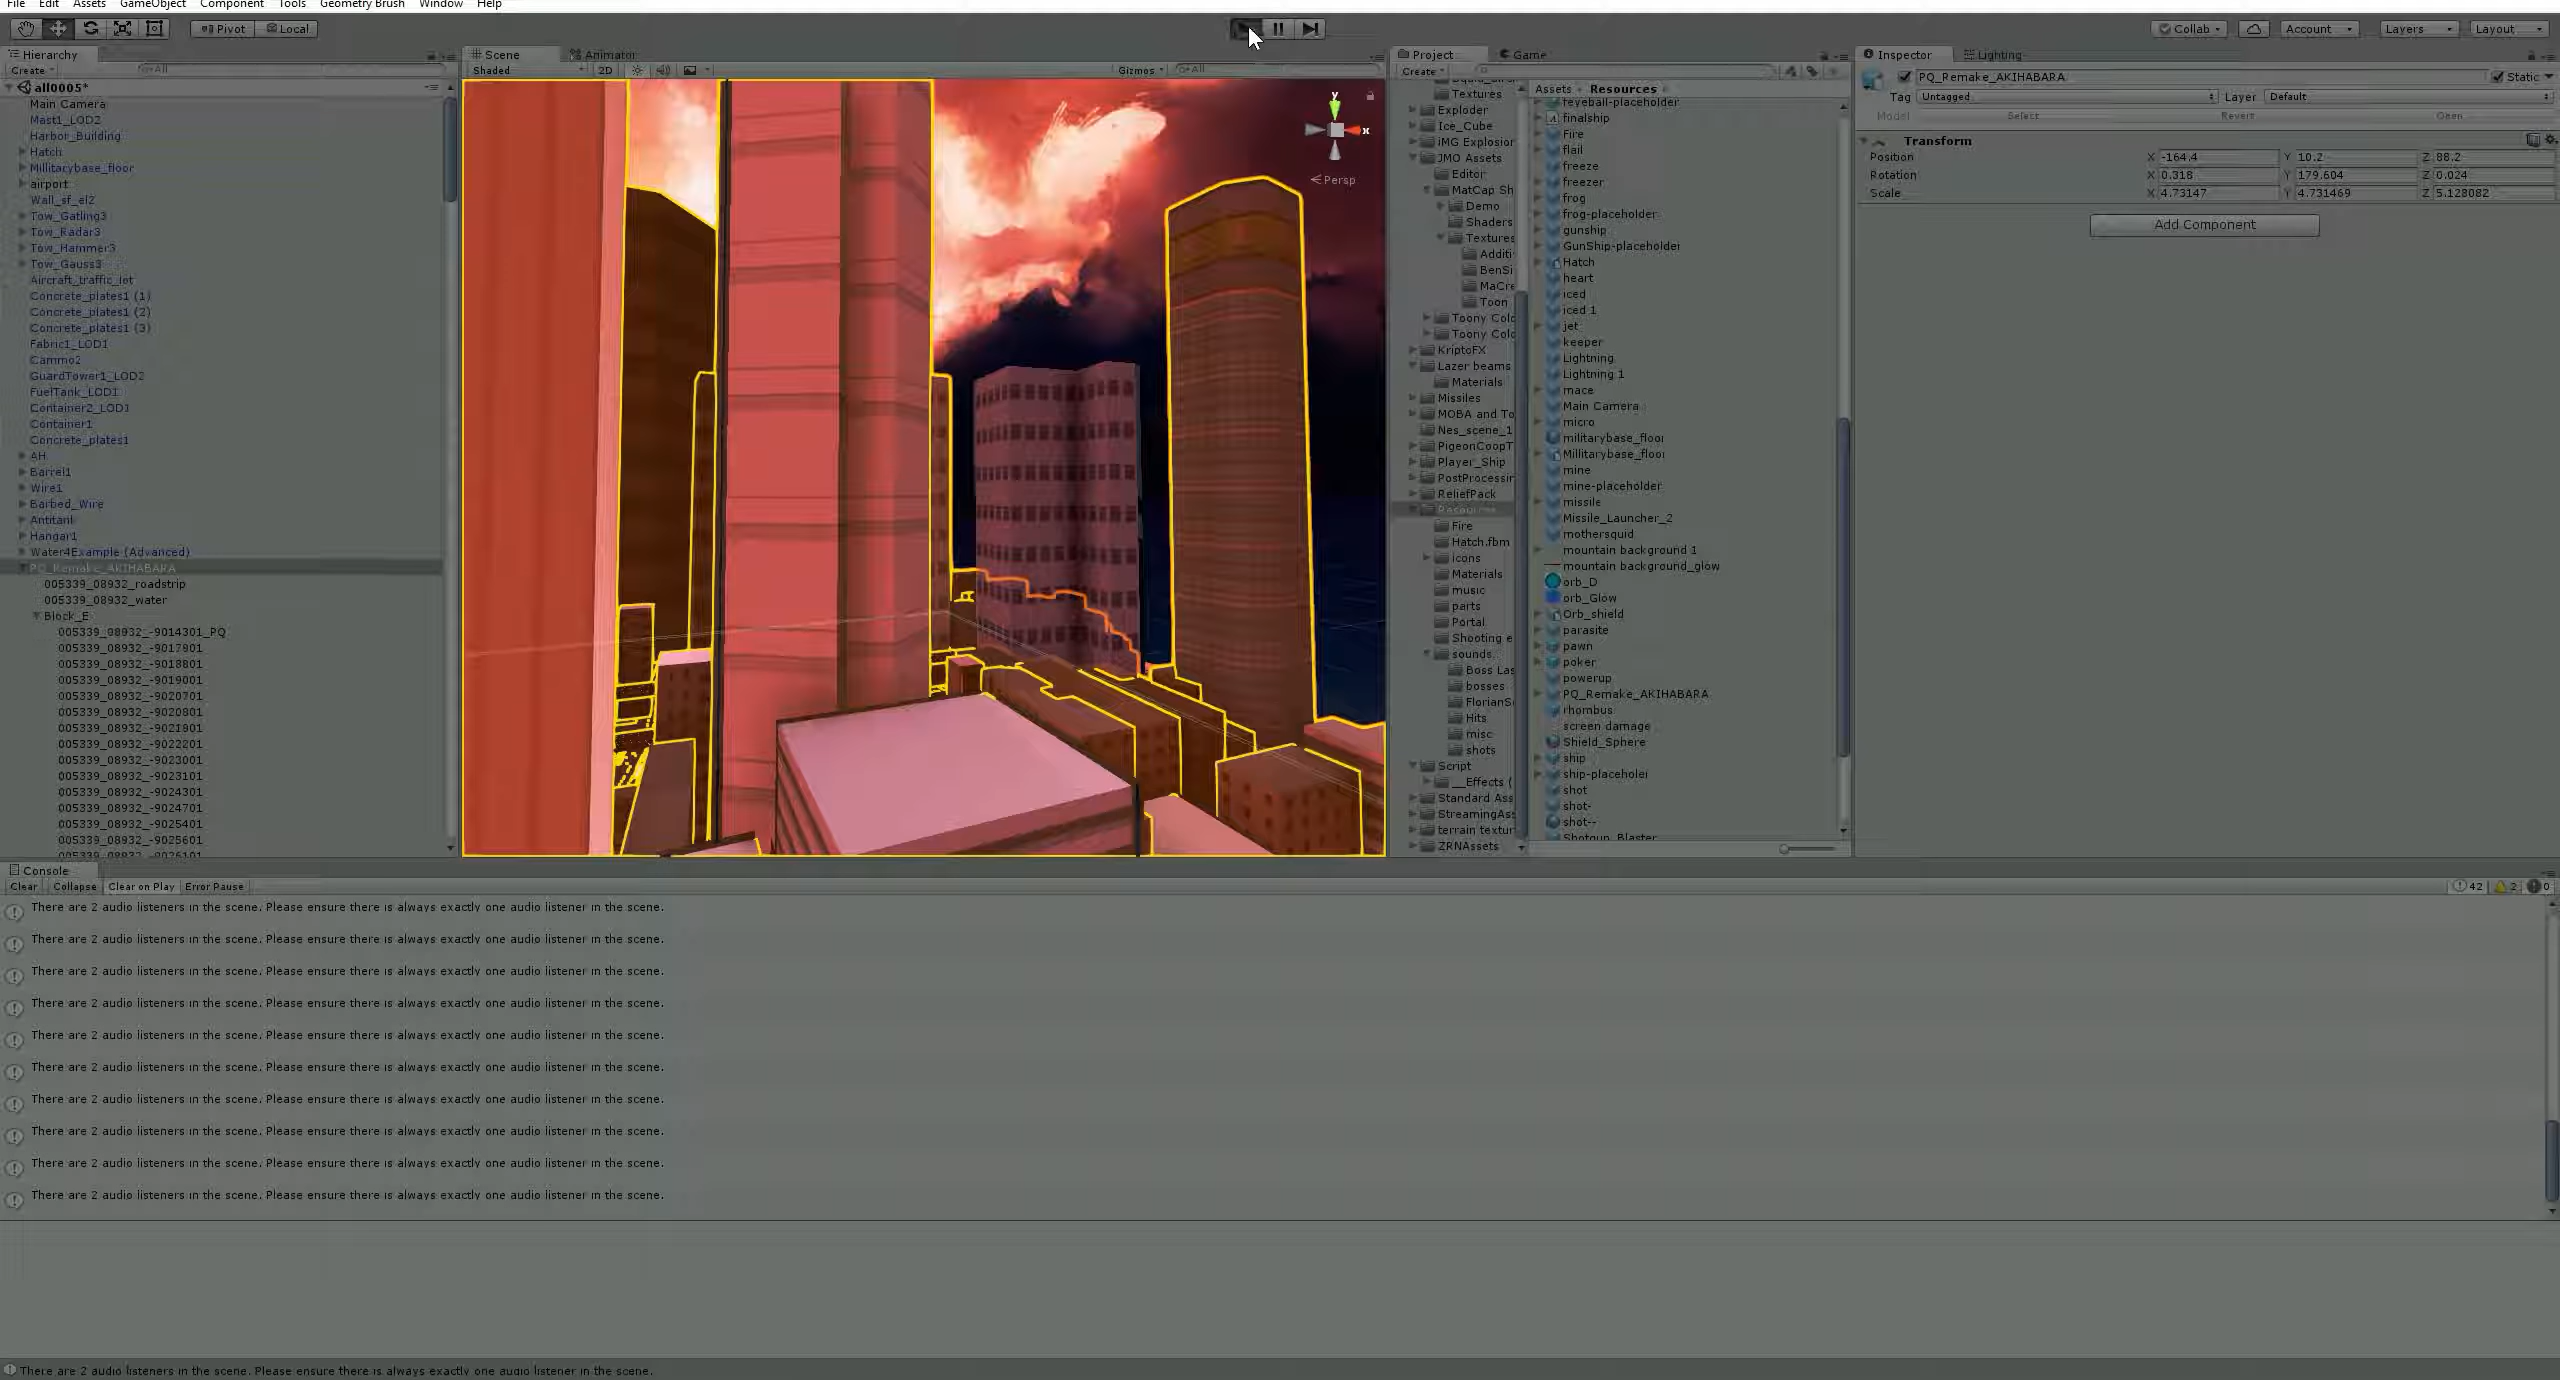 File Edit Assets GameObject Component Tools Geometry Brush Window Help
Pivot Local
Collab Account Layers Layout
Hierarchy
Create All
all0005*
Main Camera
Mast1_LOD2
Harbor_Building
Hatch
Millitarybase_floor
airport
Wall_sf_el2
Tow_Gatling3
Tow_Radar3
Tow_Hammer3
Tow_Gauss3
Aircraft_traffic_lot
Concrete_plates1 (1)
Concrete_plates1 (2)
Concrete_plates1 (3)
Fabric1_LOD1
Cammo2
GuardTower1_LOD2
FuelTank_LOD1
Container2_LOD1
Container1
Concrete_plates1
AH
Barrel1
Wire1
Barbed_Wire
Antitank
Hangar1
Water4Example (Advanced)
PQ_Remake_AKIHABARA
005339_08932_roadstrip
005339_08932_water
Block_E
005339_08932_-9014301_PQ
005339_08932_-9017901
005339_08932_-9018801
005339_08932_-9019001
005339_08932_-9020701
005339_08932_-9020801
005339_08932_-9021901
005339_08932_-9022201
005339_08932_-9023001
005339_08932_-9023101
005339_08932_-9024301
005339_08932_-9024701
005339_08932_-9025401
005339_08932_-9025601
005339_08932_-9026101
Scene Animator
Shaded 2D Gizmos All
y
x
Persp
Project Game
Create
Textures
Exploder
Ice_Cube
iMG Explosion
JMO Assets
Editor
MatCap Sh
Demo
Shaders
Textures
Additi
BenSi
MaCre
Toon
Toony Colo
Toony Colo
KriptoFX
Lazer beams
Materials
Missiles
MOBA and To
Nes_scene_1
PigeonCoopT
Player_Ship
PostProcessin
ReliefPack
Resources
Fire
Hatch.fbm
icons
Materials
music
parts
Portal
Shooting e
sounds
Boss Las
bosses
FlorianS
Hits
misc
shots
Script
__Effects (
Standard Ass
StreamingAss
terrain textur
ZRNAssets
Assets Resources
feyeball-placeholder
finalship
Fire
flail
freeze
freezer
frog
frog-placeholder
gunship
GunShip-placeholder
Hatch
heart
iced
iced 1
jet
keeper
Lightning
Lightning 1
mace
Main Camera
micro
militarybase_floor
Millitarybase_floor
mine
mine-placeholder
missile
Missile_Launcher_2
mothersquid
mountain background 1
mountain background_glow
orb_D
orb_Glow
Orb_shield
parasite
pawn
poker
powerup
PQ_Remake_AKIHABARA
rhombus
screen damage
Shield_Sphere
ship
ship-placeholer
shot
shot-
shot--
Shotgun_Blaster
Inspector Lighting
PQ_Remake_AKIHABARA Static
Tag Untagged Layer Default
Model Select Revert Open
Transform
Position X -164.4 Y 10.2 Z 88.2
Rotation X 0.318 Y 179.604 Z 0.024
Scale X 4.73147 Y 4.731469 Z 5.128082
Add Component
Console
Clear Collapse Clear on Play Error Pause 42 2 0
There are 2 audio listeners in the scene. Please ensure there is always exactly one audio listener in the scene.
There are 2 audio listeners in the scene. Please ensure there is always exactly one audio listener in the scene.
There are 2 audio listeners in the scene. Please ensure there is always exactly one audio listener in the scene.
There are 2 audio listeners in the scene. Please ensure there is always exactly one audio listener in the scene.
There are 2 audio listeners in the scene. Please ensure there is always exactly one audio listener in the scene.
There are 2 audio listeners in the scene. Please ensure there is always exactly one audio listener in the scene.
There are 2 audio listeners in the scene. Please ensure there is always exactly one audio listener in the scene.
There are 2 audio listeners in the scene. Please ensure there is always exactly one audio listener in the scene.
There are 2 audio listeners in the scene. Please ensure there is always exactly one audio listener in the scene.
There are 2 audio listeners in the scene. Please ensure there is always exactly one audio listener in the scene.
There are 2 audio listeners in the scene. Please ensure there is always exactly one audio listener in the scene.